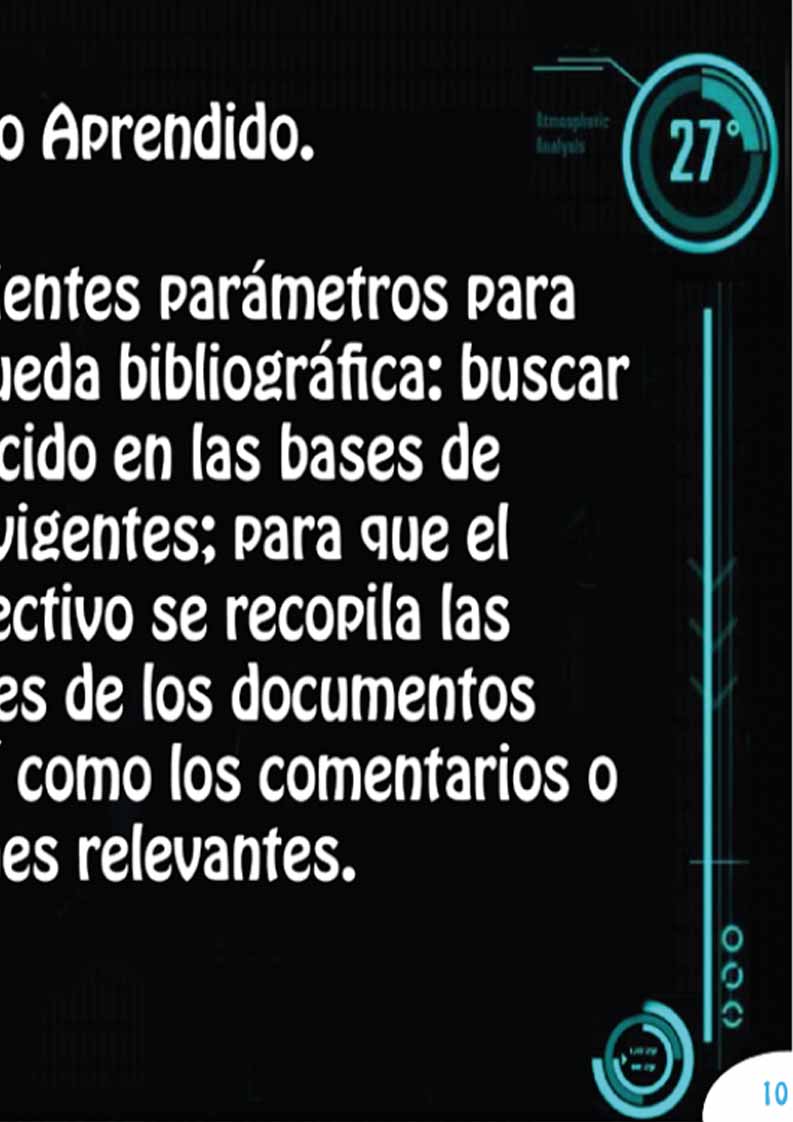 o Aprendido.
Atmospheric
Analysis
27°
ientes parámetros para
ueda bibliográfica: buscar
cido en las bases de
vigentes; para que el
ectivo se recopila las
es de los documentos
í como los comentarios o
nes relevantes.
10